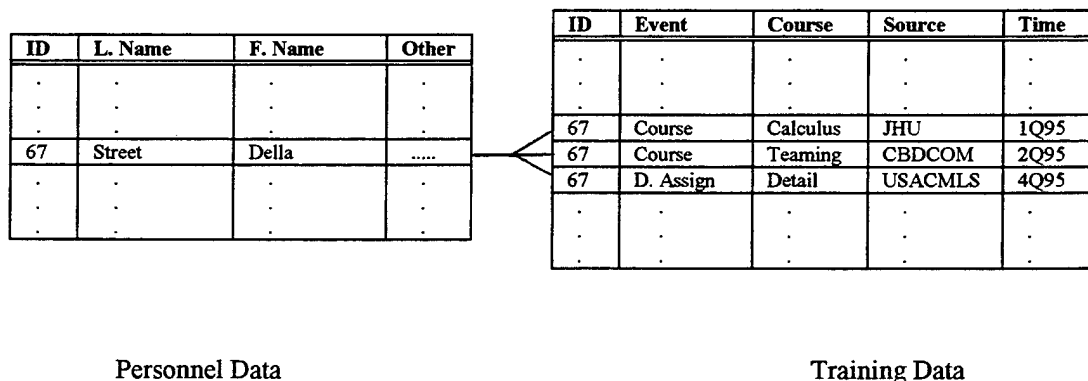 ID L. Name F. Name Other
67 Street Della .....
ID Event Course Source Time
67 Course Calculus JHU 1Q95
67 Course Teaming CBDCOM 2Q95
67 D. Assign Detail USACMLS 4Q95
Personnel Data
Training Data